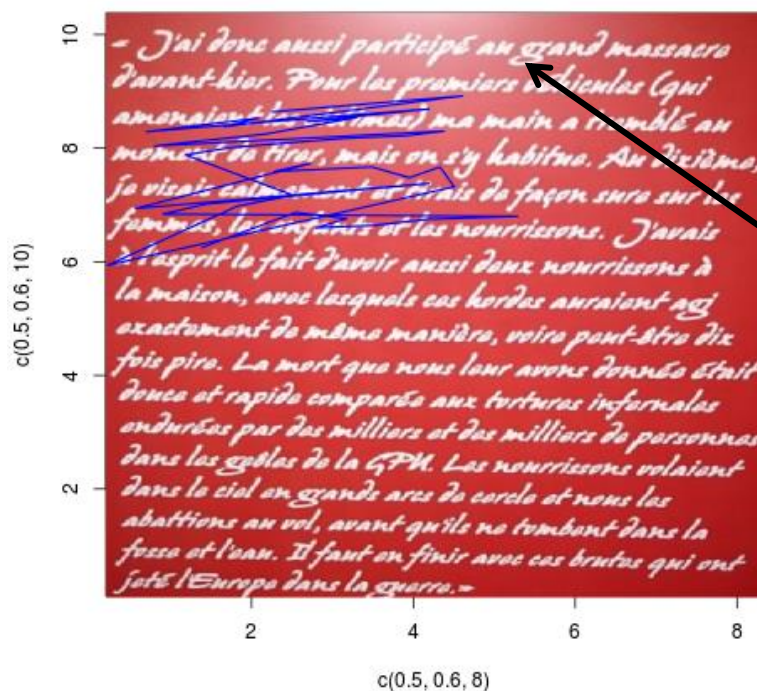 « J'ai donc aussi participé au grand massacre
d'avant-hier. Pour les premiers véhicules (qui
amenaient les victimes) ma main a tremblé au
moment de tirer, mais on s'y habitue. Au dixième,
je visais calmement et tirais de façon sure sur les
femmes, les enfants et les nourrissons. J'avais
à l'esprit le fait d'avoir aussi deux nourrissons à
la maison, avec lesquels ces hordes auraient agi
exactement de même manière, voire peut-être dix
fois pire. La mort que nous leur avons donnée était
douce et rapide comparée aux tortures infernales
endurées par des milliers et des milliers de personnes
dans les geôles de la GPU. Les nourrissons volaient
dans le ciel en grands arcs de cercle et nous les
abattions au vol, avant qu'ils ne tombent dans la
fosse et l'eau. Il faut en finir avec ces brutes qui ont
jeté l'Europe dans la guerre.»
10
8
6
4
2
c(0.5, 0.6, 10)
2 4 6 8
c(0.5, 0.6, 8)